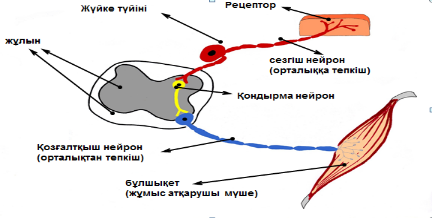 Жүйке түйіні
Рецептор
жұлын
сезгіш нейрон
(орталыққа тепкіш)
Қондырма нейрон
Қозғалтқыш нейрон
(орталықтан тепкіш)
бұлшықет
(жұмыс атқарушы мүше)